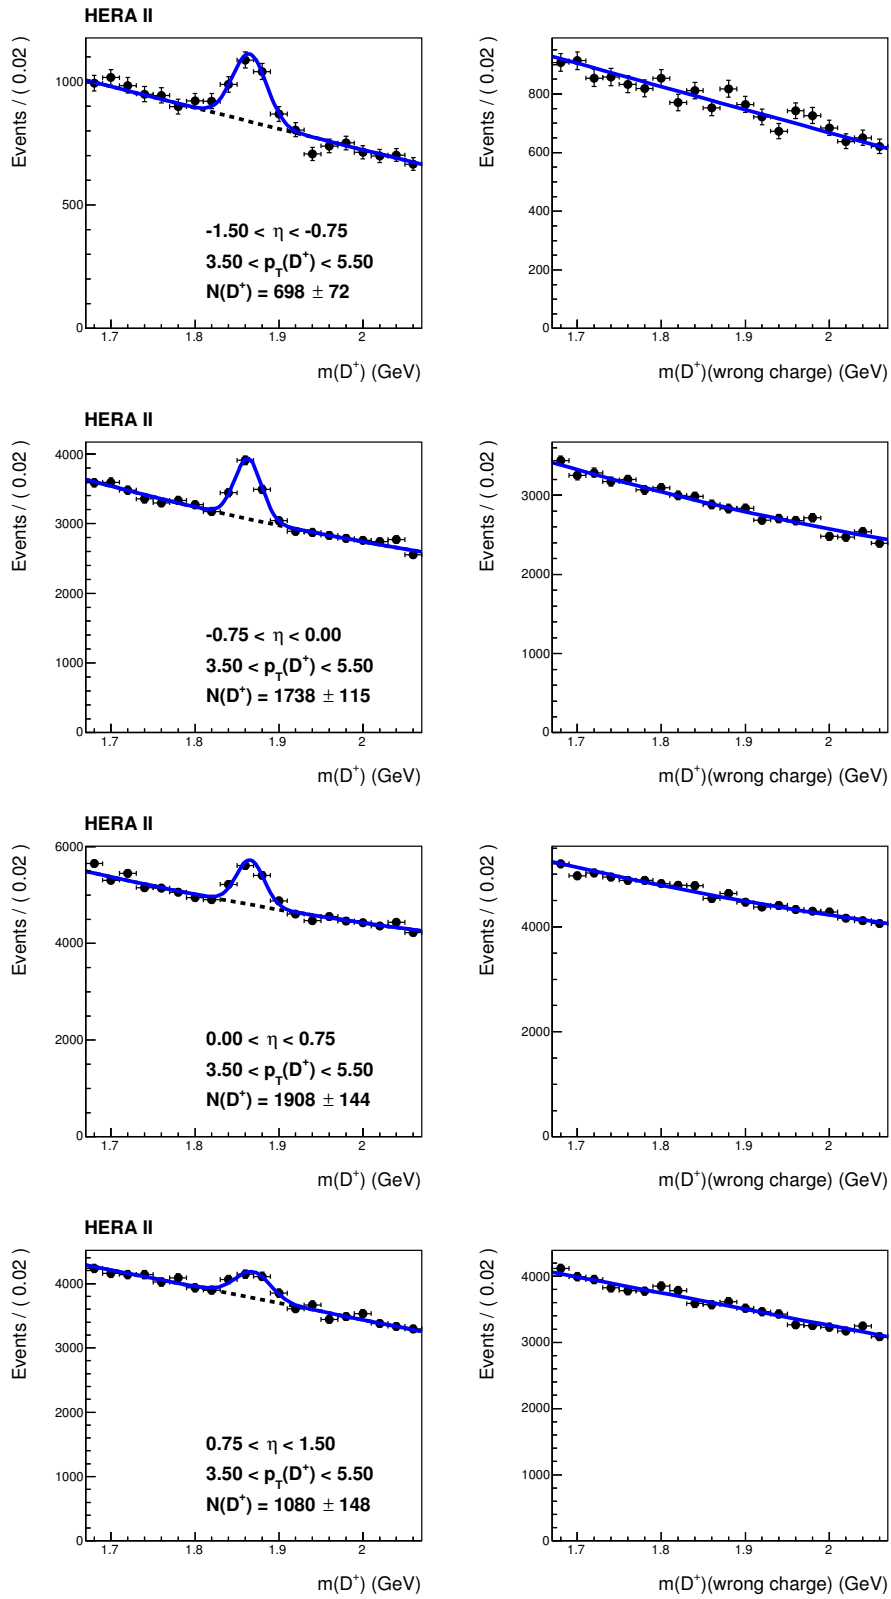 HERA II
Events / ( 0.02 )
1000
500
0
-1.50 < η < -0.75
3.50 < p_T(D⁺) < 5.50
N(D⁺) = 698 ± 72
1.7 1.8 1.9 2
m(D⁺) (GeV)
Events / ( 0.02 )
800
600
400
200
0
1.7 1.8 1.9 2
m(D⁺)(wrong charge) (GeV)
HERA II
Events / ( 0.02 )
4000
3000
2000
1000
0
-0.75 < η < 0.00
3.50 < p_T(D⁺) < 5.50
N(D⁺) = 1738 ± 115
1.7 1.8 1.9 2
m(D⁺) (GeV)
Events / ( 0.02 )
3000
2000
1000
0
1.7 1.8 1.9 2
m(D⁺)(wrong charge) (GeV)
HERA II
Events / ( 0.02 )
6000
4000
2000
0
0.00 < η < 0.75
3.50 < p_T(D⁺) < 5.50
N(D⁺) = 1908 ± 144
1.7 1.8 1.9 2
m(D⁺) (GeV)
Events / ( 0.02 )
4000
2000
0
1.7 1.8 1.9 2
m(D⁺)(wrong charge) (GeV)
HERA II
Events / ( 0.02 )
4000
3000
2000
1000
0
0.75 < η < 1.50
3.50 < p_T(D⁺) < 5.50
N(D⁺) = 1080 ± 148
1.7 1.8 1.9 2
m(D⁺) (GeV)
Events / ( 0.02 )
4000
3000
2000
1000
0
1.7 1.8 1.9 2
m(D⁺)(wrong charge) (GeV)